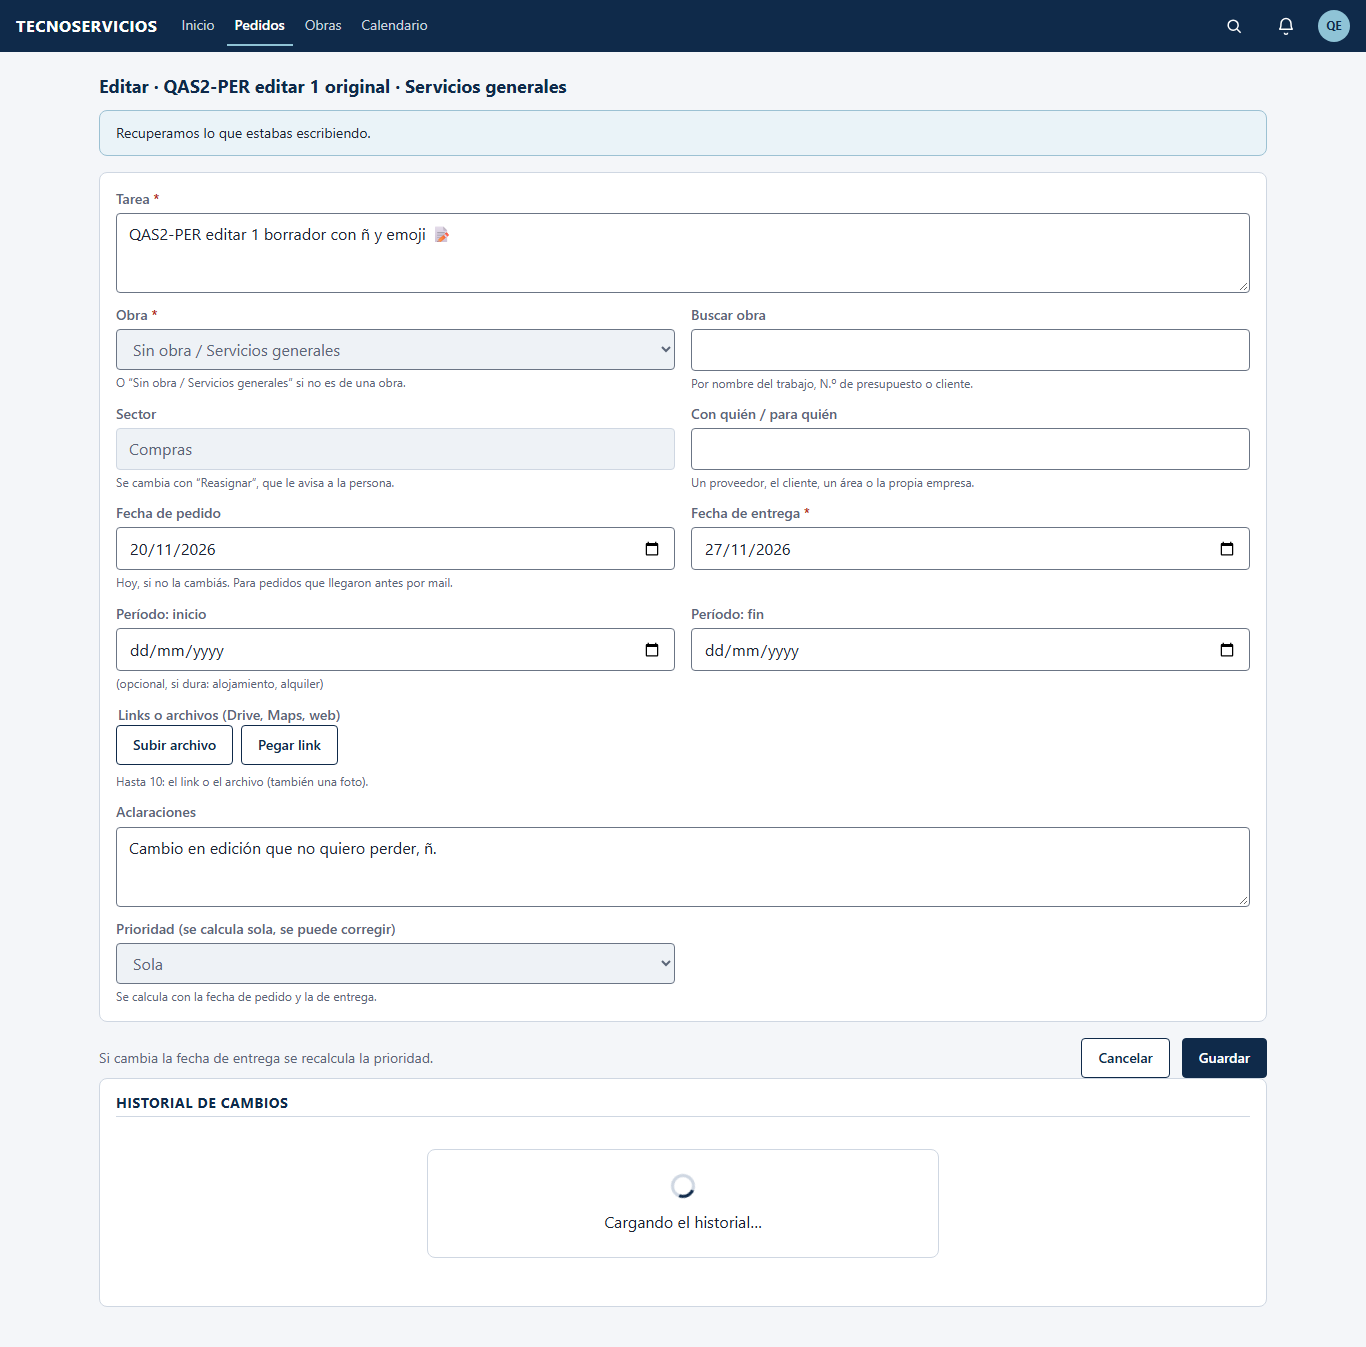 TECNOSERVICIOS Inicio Pedidos Obras Calendario QE
Editar · QAS2-PER editar 1 original · Servicios generales
Recuperamos lo que estabas escribiendo.
Tarea *
QAS2-PER editar 1 borrador con ñ y emoji 📝
Obra * Buscar obra
Sin obra / Servicios generales
O “Sin obra / Servicios generales” si no es de una obra. Por nombre del trabajo, N.º de presupuesto o cliente.
Sector Con quién / para quién
Compras
Se cambia con “Reasignar”, que le avisa a la persona. Un proveedor, el cliente, un área o la propia empresa.
Fecha de pedido Fecha de entrega *
20/11/2026 27/11/2026
Hoy, si no la cambiás. Para pedidos que llegaron antes por mail.
Período: inicio Período: fin
dd/mm/yyyy dd/mm/yyyy
(opcional, si dura: alojamiento, alquiler)
Links o archivos (Drive, Maps, web)
Subir archivo Pegar link
Hasta 10: el link o el archivo (también una foto).
Aclaraciones
Cambio en edición que no quiero perder, ñ.
Prioridad (se calcula sola, se puede corregir)
Sola
Se calcula con la fecha de pedido y la de entrega.
Si cambia la fecha de entrega se recalcula la prioridad. Cancelar Guardar
HISTORIAL DE CAMBIOS
Cargando el historial...